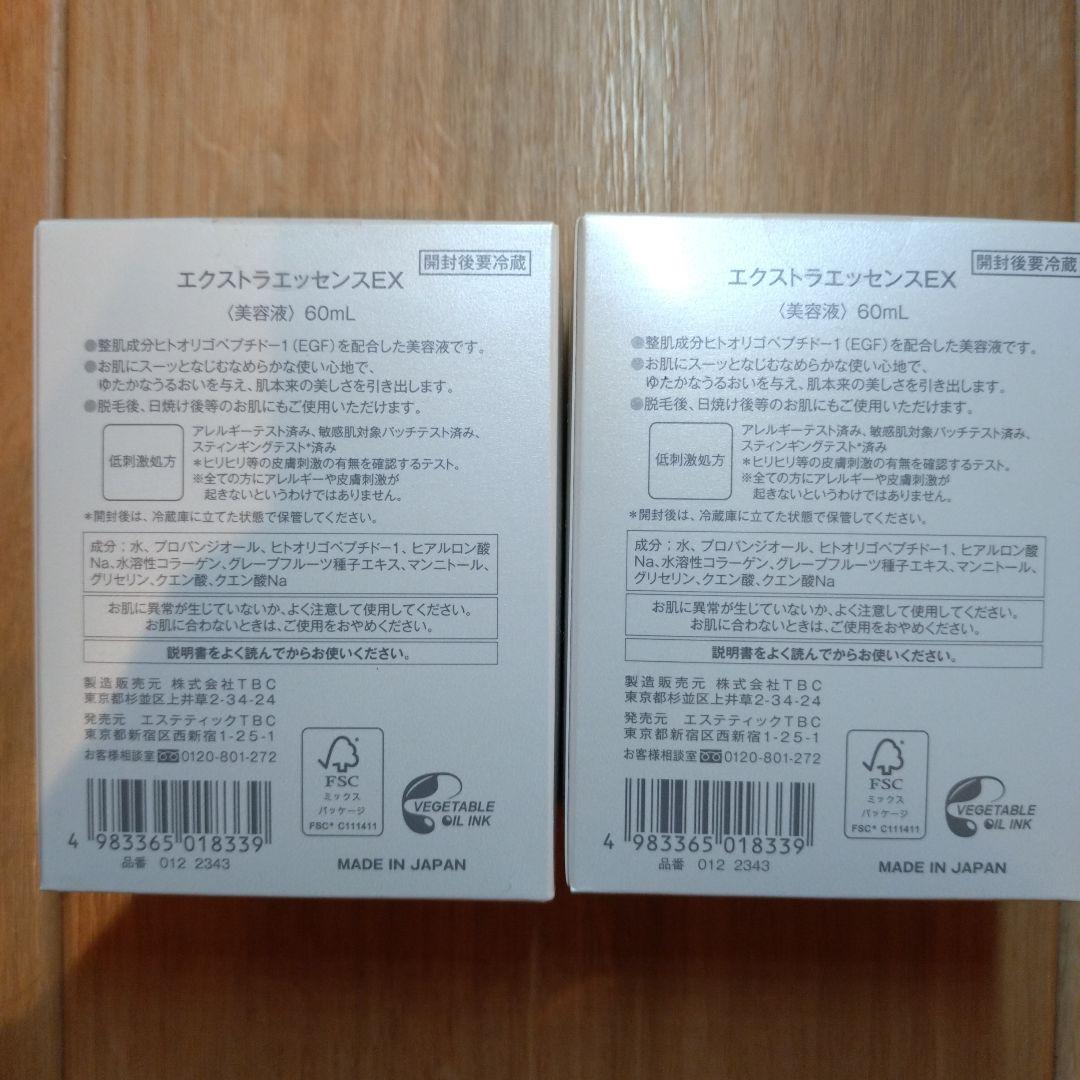 開封後要冷蔵
エクストラエッセンスEX
〈美容液〉 60mL
●整肌成分ヒトオリゴペプチド－1（EGF）を配合した美容液です。
●お肌にスーッとなじむなめらかな使い心地で、
ゆたかなうるおいを与え、肌本来の美しさを引き出します。
●脱毛後、日焼け後等のお肌にもご使用いただけます。
低刺激処方
アレルギーテスト済み、敏感肌対象パッチテスト済み、
スティンギングテスト*済み
＊ヒリヒリ等の皮膚刺激の有無を確認するテスト。
※全ての方にアレルギーや皮膚刺激が
起きないというわけではありません。
＊開封後は、冷蔵庫に立てた状態で保管してください。
成分：水、プロパンジオール、ヒトオリゴペプチド－1、ヒアルロン酸
Na、水溶性コラーゲン、グレープフルーツ種子エキス、マンニトール、
グリセリン、クエン酸、クエン酸Na
お肌に異常が生じていないか、よく注意して使用してください。
お肌に合わないときは、ご使用をおやめください。
説明書をよく読んでからお使いください。
製造販売元 株式会社TBC
東京都杉並区上井草2-34-24
発売元 エステティックTBC
東京都新宿区西新宿1-25-1
お客様相談室 0120-801-272
FSC
ミックス
パッケージ
FSC® C111411
VEGETABLE
OIL INK
4 983365 018339
品番 012 2343
MADE IN JAPAN
開封後要冷蔵
エクストラエッセンスEX
〈美容液〉 60mL
●整肌成分ヒトオリゴペプチド－1（EGF）を配合した美容液です。
●お肌にスーッとなじむなめらかな使い心地で、
ゆたかなうるおいを与え、肌本来の美しさを引き出します。
●脱毛後、日焼け後等のお肌にもご使用いただけます。
低刺激処方
アレルギーテスト済み、敏感肌対象パッチテスト済み、
スティンギングテスト*済み
＊ヒリヒリ等の皮膚刺激の有無を確認するテスト。
※全ての方にアレルギーや皮膚刺激が
起きないというわけではありません。
＊開封後は、冷蔵庫に立てた状態で保管してください。
成分：水、プロパンジオール、ヒトオリゴペプチド－1、ヒアルロン酸
Na、水溶性コラーゲン、グレープフルーツ種子エキス、マンニトール、
グリセリン、クエン酸、クエン酸Na
お肌に異常が生じていないか、よく注意して使用してください。
お肌に合わないときは、ご使用をおやめください。
説明書をよく読んでからお使いください。
製造販売元 株式会社TBC
東京都杉並区上井草2-34-24
発売元 エステティックTBC
東京都新宿区西新宿1-25-1
お客様相談室 0120-801-272
FSC
ミックス
パッケージ
FSC® C111411
VEGETABLE
OIL INK
4 983365 018339
品番 012 2343
MADE IN JAPAN